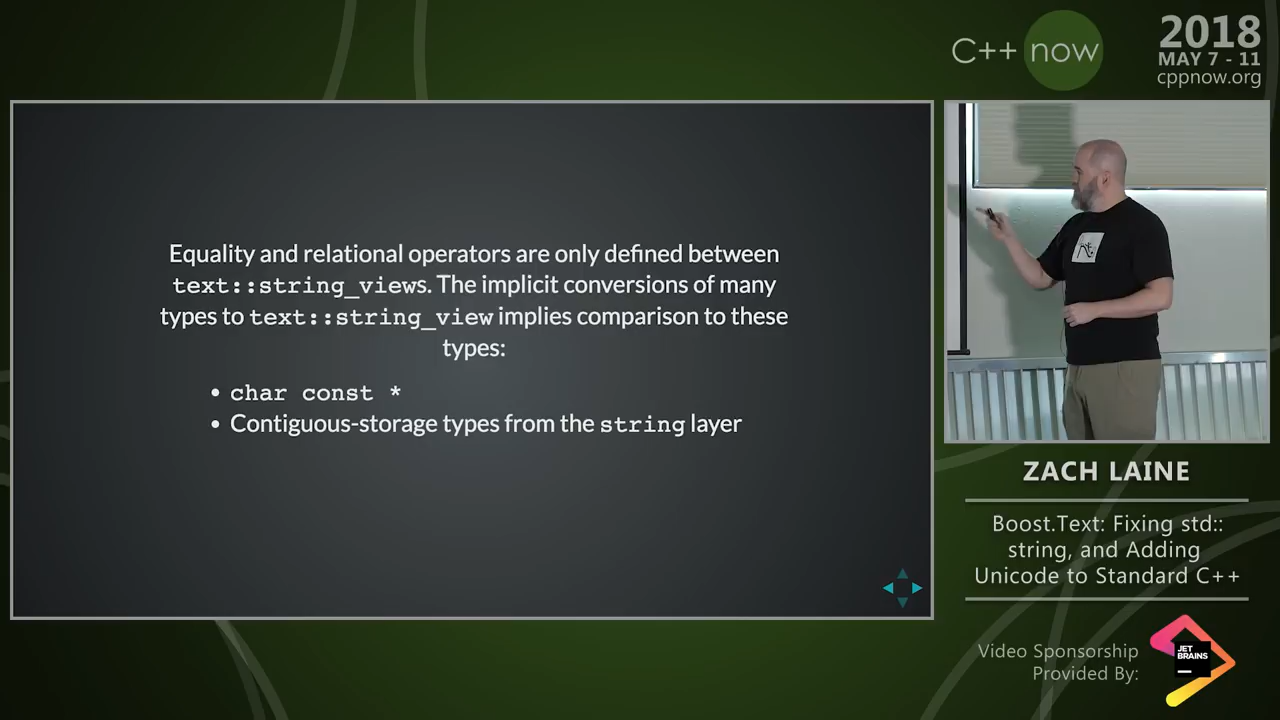 C++ now
2018
MAY 7 - 11
cppnow.org
Equality and relational operators are only defined between
text::string_views. The implicit conversions of many
types to text::string_view implies comparison to these
types:
• char const *
• Contiguous-storage types from the string layer
ZACH LAINE
Boost.Text: Fixing std::
string, and Adding
Unicode to Standard C++
Video Sponsorship
Provided By:
JET
BRAINS